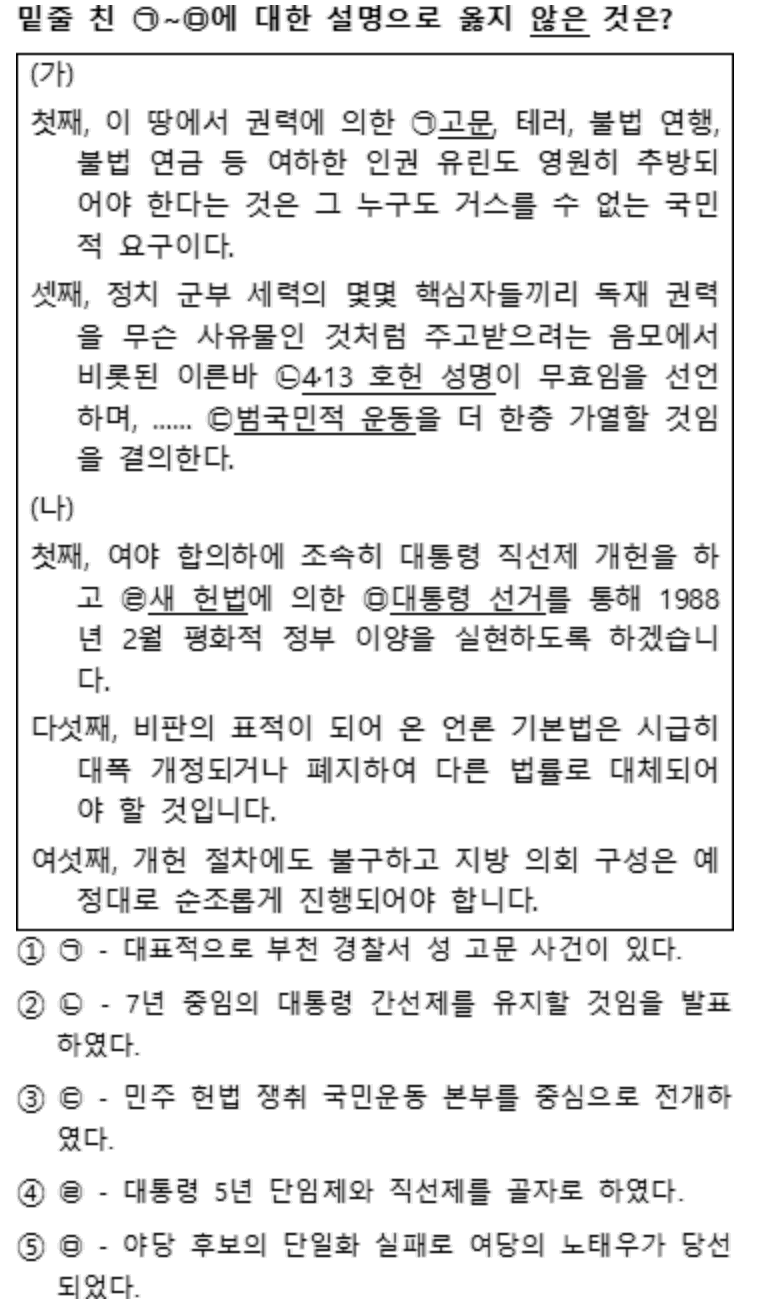 밑줄 친 ㉠~㉤에 대한 설명으로 옳지 않은 것은?
(가)
첫째, 이 땅에서 권력에 의한 ㉠고문, 테러, 불법 연행,
불법 연금 등 여하한 인권 유린도 영원히 추방되
어야 한다는 것은 그 누구도 거스를 수 없는 국민
적 요구이다.
셋째, 정치 군부 세력의 몇몇 핵심자들끼리 독재 권력
을 무슨 사유물인 것처럼 주고받으려는 음모에서
비롯된 이른바 ㉡4·13 호헌 성명이 무효임을 선언
하며, …… ㉢범국민적 운동을 더 한층 가열할 것임
을 결의한다.
(나)
첫째, 여야 합의하에 조속히 대통령 직선제 개헌을 하
고 ㉣새 헌법에 의한 ㉤대통령 선거를 통해 1988
년 2월 평화적 정부 이양을 실현하도록 하겠습니
다.
다섯째, 비판의 표적이 되어 온 언론 기본법은 시급히
대폭 개정되거나 폐지하여 다른 법률로 대체되어
야 할 것입니다.
여섯째, 개헌 절차에도 불구하고 지방 의회 구성은 예
정대로 순조롭게 진행되어야 합니다.
① ㉠ - 대표적으로 부천 경찰서 성 고문 사건이 있다.
② ㉡ - 7년 중임의 대통령 간선제를 유지할 것임을 발표
하였다.
③ ㉢ - 민주 헌법 쟁취 국민운동 본부를 중심으로 전개하
였다.
④ ㉣ - 대통령 5년 단임제와 직선제를 골자로 하였다.
⑤ ㉤ - 야당 후보의 단일화 실패로 여당의 노태우가 당선
되었다.